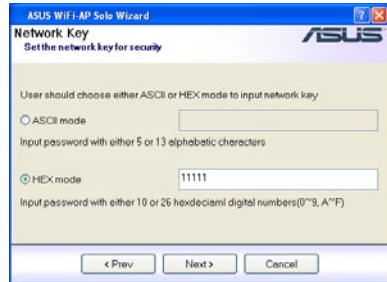 ASUS WiFi-AP Solo Wizard
Network Key
Set the network key for security
ASUS
User should choose either ASCII or HEX mode to input network key
ASCII mode
Input password with either 5 or 13 alphabatic characters
HEX mode 11111
Input password with either 10 or 26 hexdeciaml digital numbers(0~9, A~F)
< Prev Next > Cancel